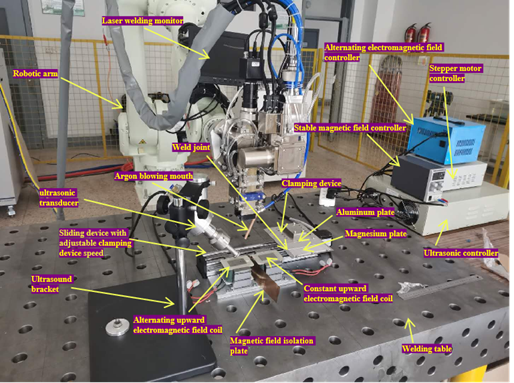 Laser welding monitor
Alternating electromagnetic field
controller
Stepper motor
controller
Robotic arm
Stable magnetic field controller
Weld joint
Argon blowing mouth
Clamping device
ultrasonic
transducer
Aluminum plate
Sliding device with
adjustable clamping
device speed
Magnesium plate
Ultrasonic controller
Ultrasound
bracket
Constant upward
electromagnetic field coil
Alternating upward
electromagnetic field coil
Magnetic field isolation
plate
Welding table